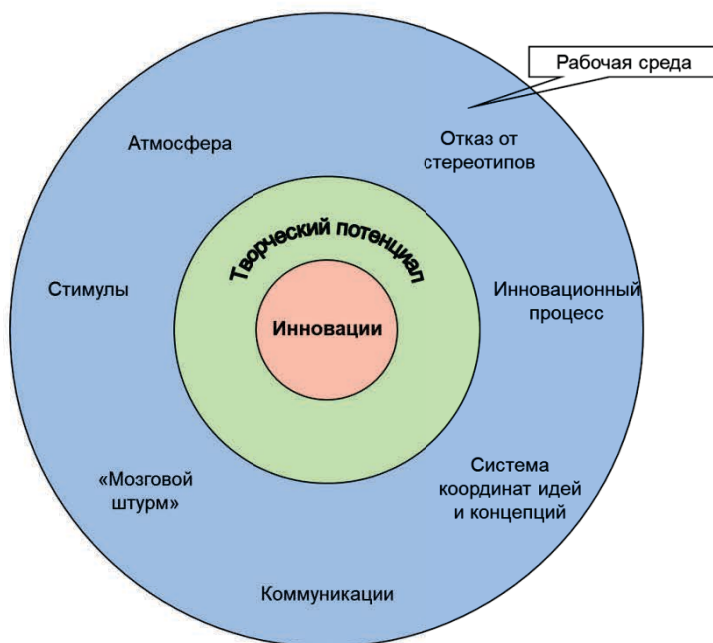 Рабочая среда
Атмосфера
Отказ от
стереотипов
Творческий потенциал
Стимулы
Инновационный
процесс
Инновации
«Мозговой
штурм»
Система
координат идей
и концепций
Коммуникации